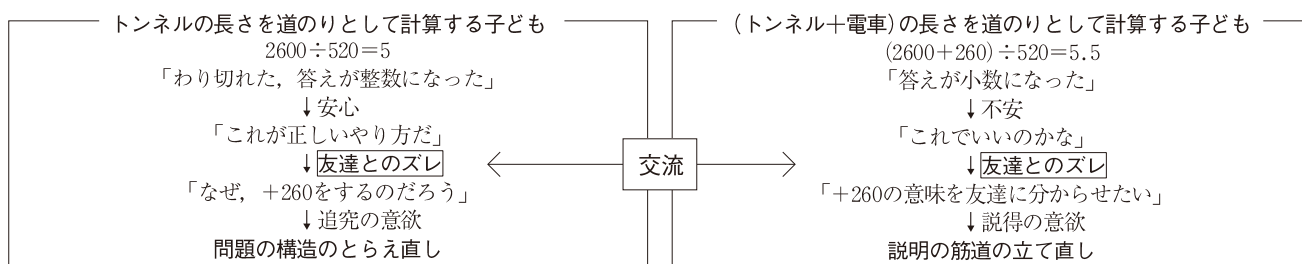 トンネルの長さを道のりとして計算する子ども
2600÷520=5
「わり切れた，答えが整数になった」
↓安心
「これが正しいやり方だ」
↓友達とのズレ
「なぜ，+260をするのだろう」
↓追究の意欲
問題の構造のとらえ直し
交流
(トンネル+電車)の長さを道のりとして計算する子ども
(2600+260)÷520=5.5
「答えが小数になった」
↓不安
「これでいいのかな」
↓友達とのズレ
「+260の意味を友達に分からせたい」
↓説得の意欲
説明の筋道の立て直し